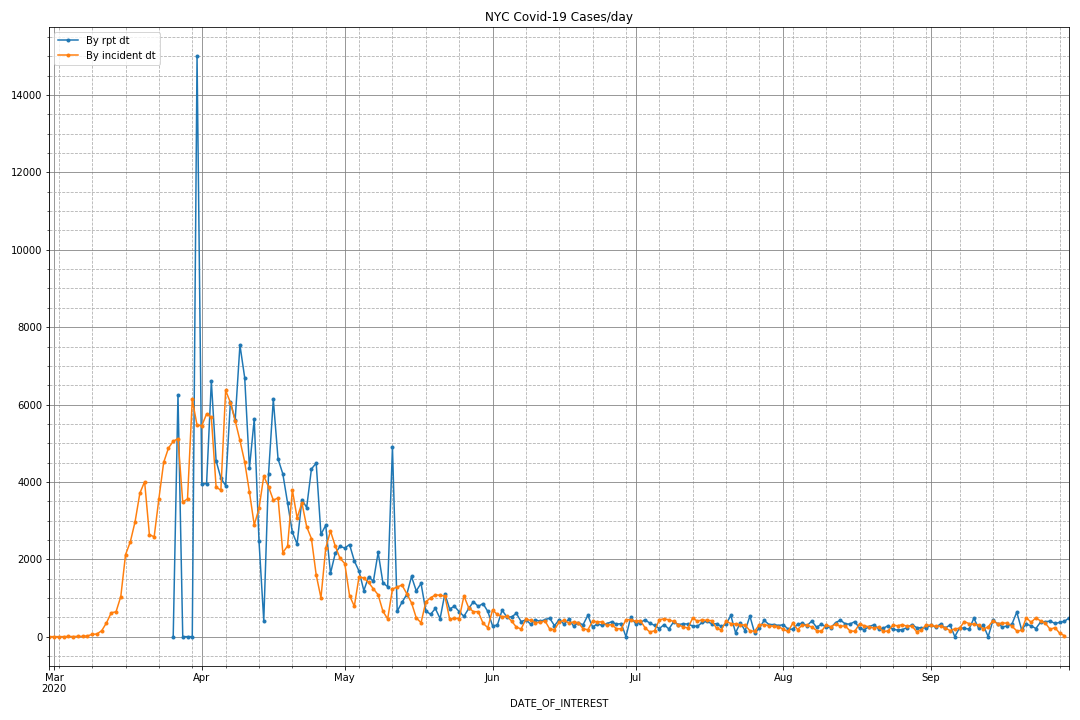 NYC Covid-19 Cases/day
By rpt dt
By incident dt
14000
12000
10000
8000
6000
4000
2000
0
Mar Apr May Jun Jul Aug Sep
2020
DATE_OF_INTEREST